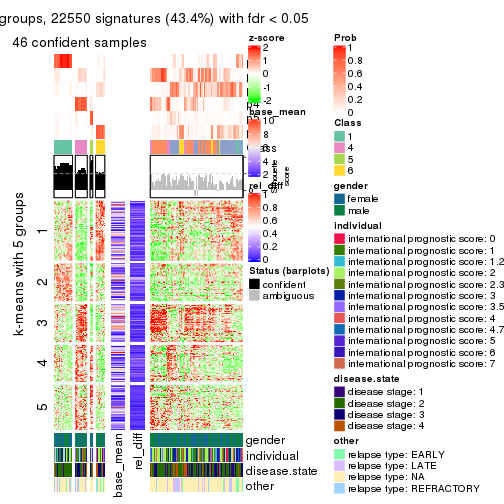 groups, 22550 signatures (43.4%) with fdr < 0.05
46 confident samples
k-means with 5 groups
1
2
3
4
5
base_mean
rel_diff
gender
individual
disease.state
other
z-score
2
1
0
-1
-2
base_mean
10
8
2
rel_diff
1
0.8
0.6
0.4
0.2
0
Silhouette
score
Status (barplots)
confident
ambiguous
Prob
1
0.8
0.6
0.4
0.2
0
Class
1
4
5
6
gender
female
male
individual
international prognostic score: 0
international prognostic score: 1
international prognostic score: 1.2
international prognostic score: 2
international prognostic score: 2.3
international prognostic score: 3
international prognostic score: 3.5
international prognostic score: 4
international prognostic score: 4.7
international prognostic score: 5
international prognostic score: 6
international prognostic score: 7
disease.state
disease stage: 1
disease stage: 2
disease stage: 3
disease stage: 4
other
relapse type: EARLY
relapse type: LATE
relapse type: NA
relapse type: REFRACTORY